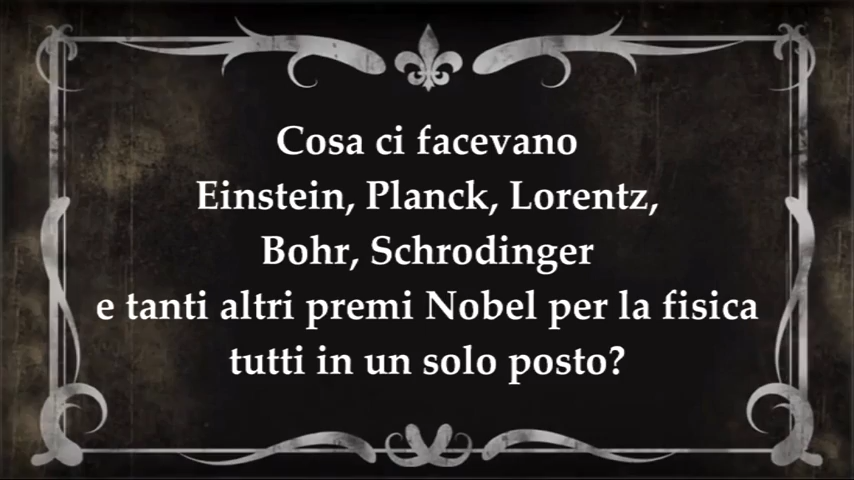 Cosa ci facevano
Einstein, Planck, Lorentz,
Bohr, Schrodinger
e tanti altri premi Nobel per la fisica
tutti in un solo posto?